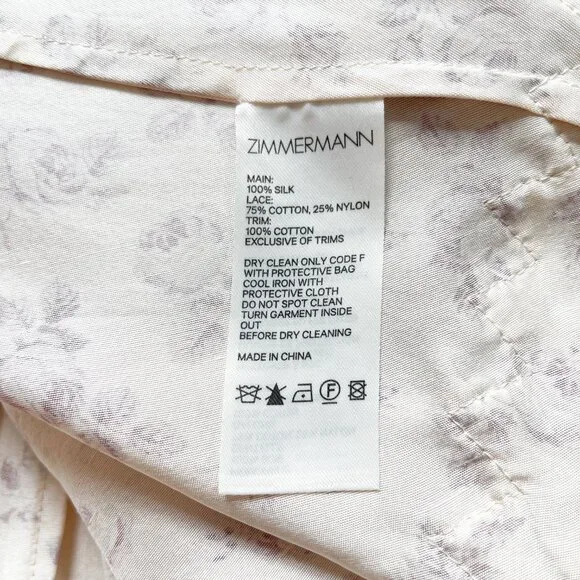 ZIMMERMANN
MAIN:
100% SILK
LACE:
75% COTTON, 25% NYLON
TRIM:
100% COTTON
EXCLUSIVE OF TRIMS
DRY CLEAN ONLY CODE F
WITH PROTECTIVE BAG
COOL IRON WITH
PROTECTIVE CLOTH
DO NOT SPOT CLEAN
TURN GARMENT INSIDE
OUT
BEFORE DRY CLEANING
MADE IN CHINA
F